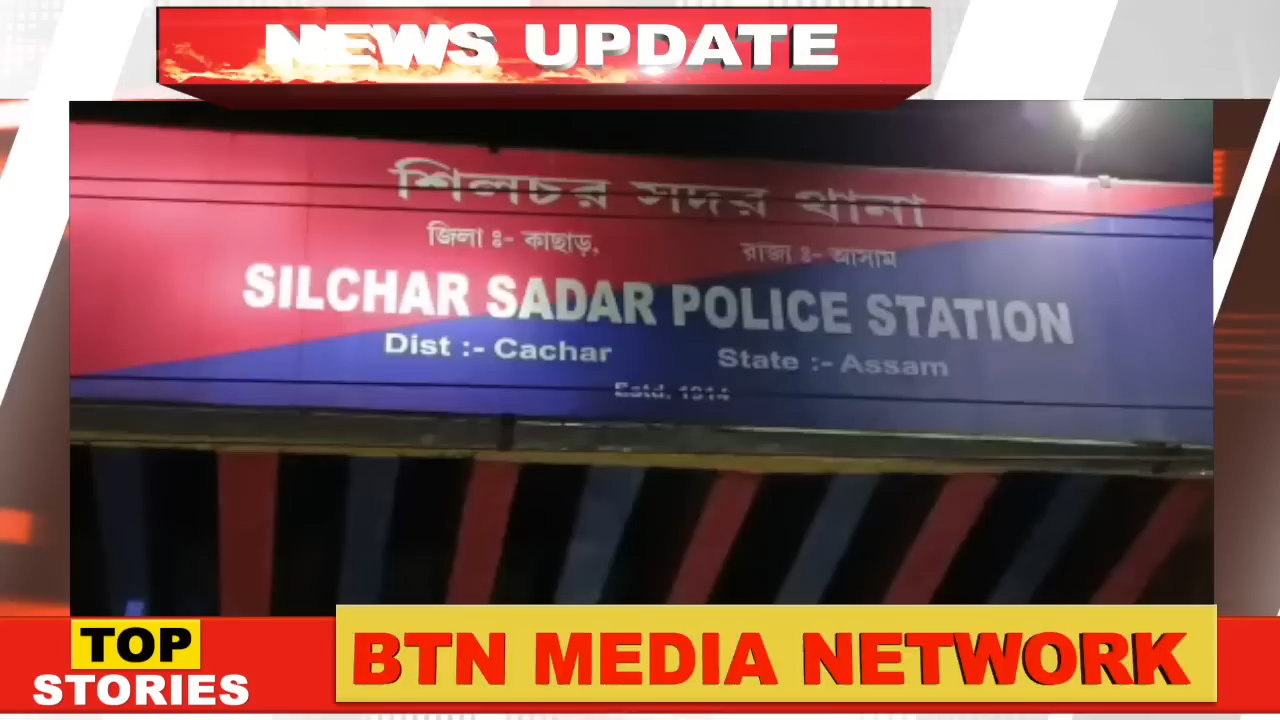 NEWS UPDATE
শিলচর সদর থানা
জিলা ঃ- কাছাড়, রাজ্য ঃ- আসাম
SILCHAR SADAR POLICE STATION
Dist :- Cachar State :- Assam
Estd. 1914
TOP
STORIES
BTN MEDIA NETWORK